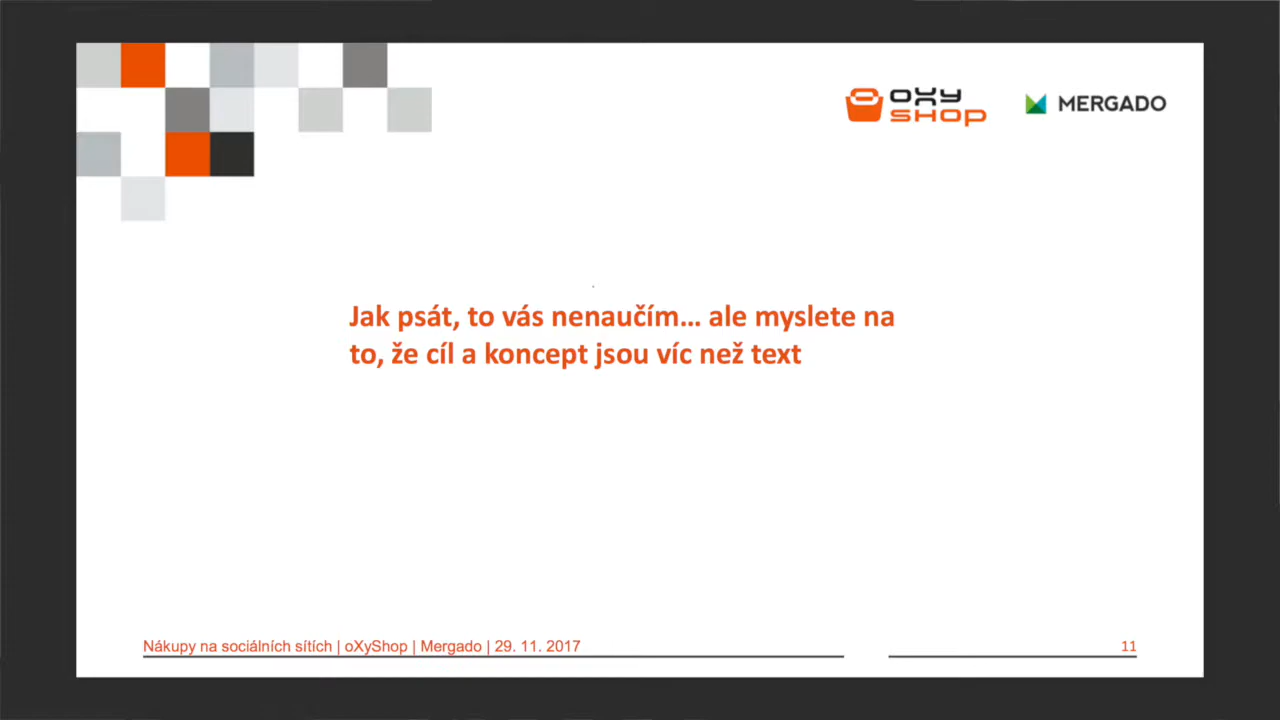 oxy
shop
MERGADO
Jak psát, to vás nenaučím... ale myslete na
to, že cíl a koncept jsou víc než text
Nákupy na sociálních sítích | oXyShop | Mergado | 29. 11. 2017
11